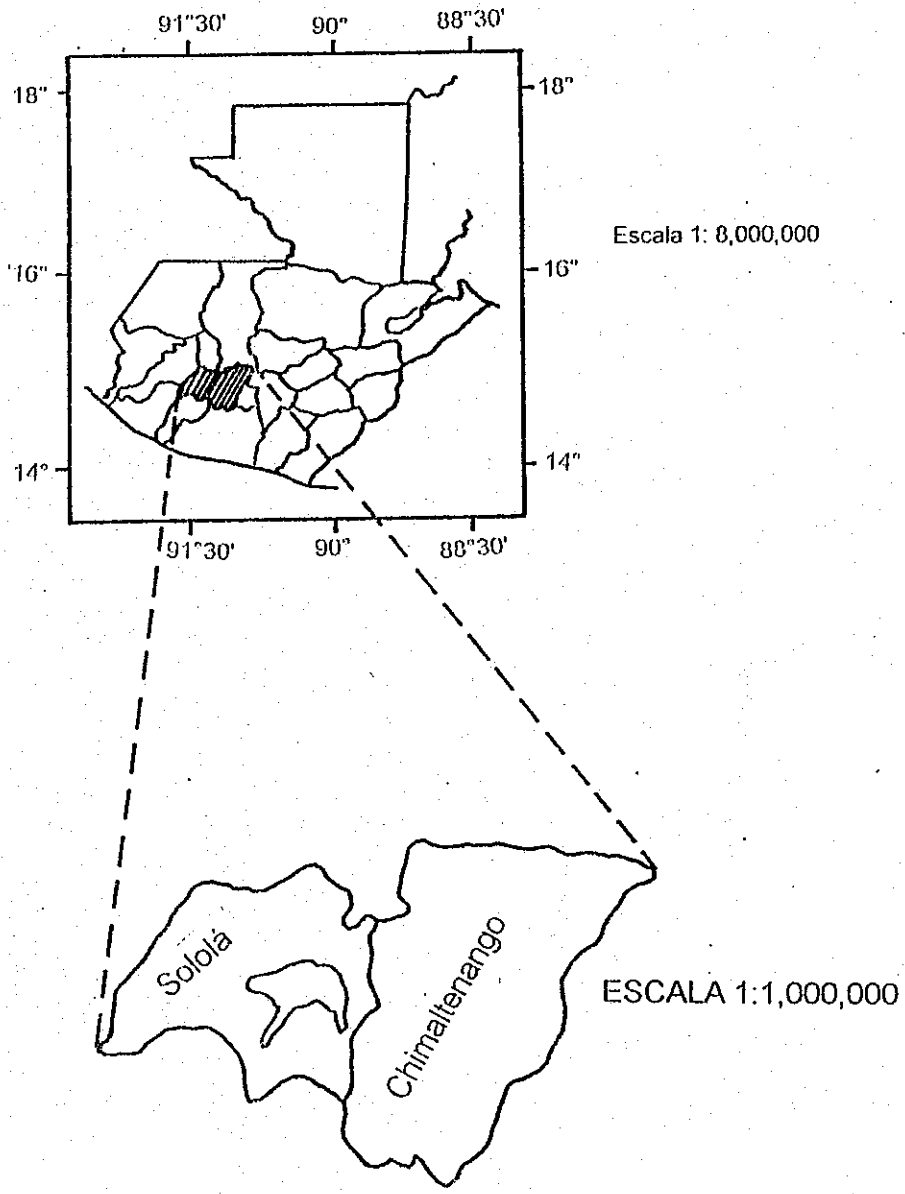 91°30' 90° 88°30'
18° 18°
Escala 1: 8,000,000
16° 16°
14° 14°
91°30' 90° 88°30'
Sololá
Chimaltenango
ESCALA 1:1,000,000